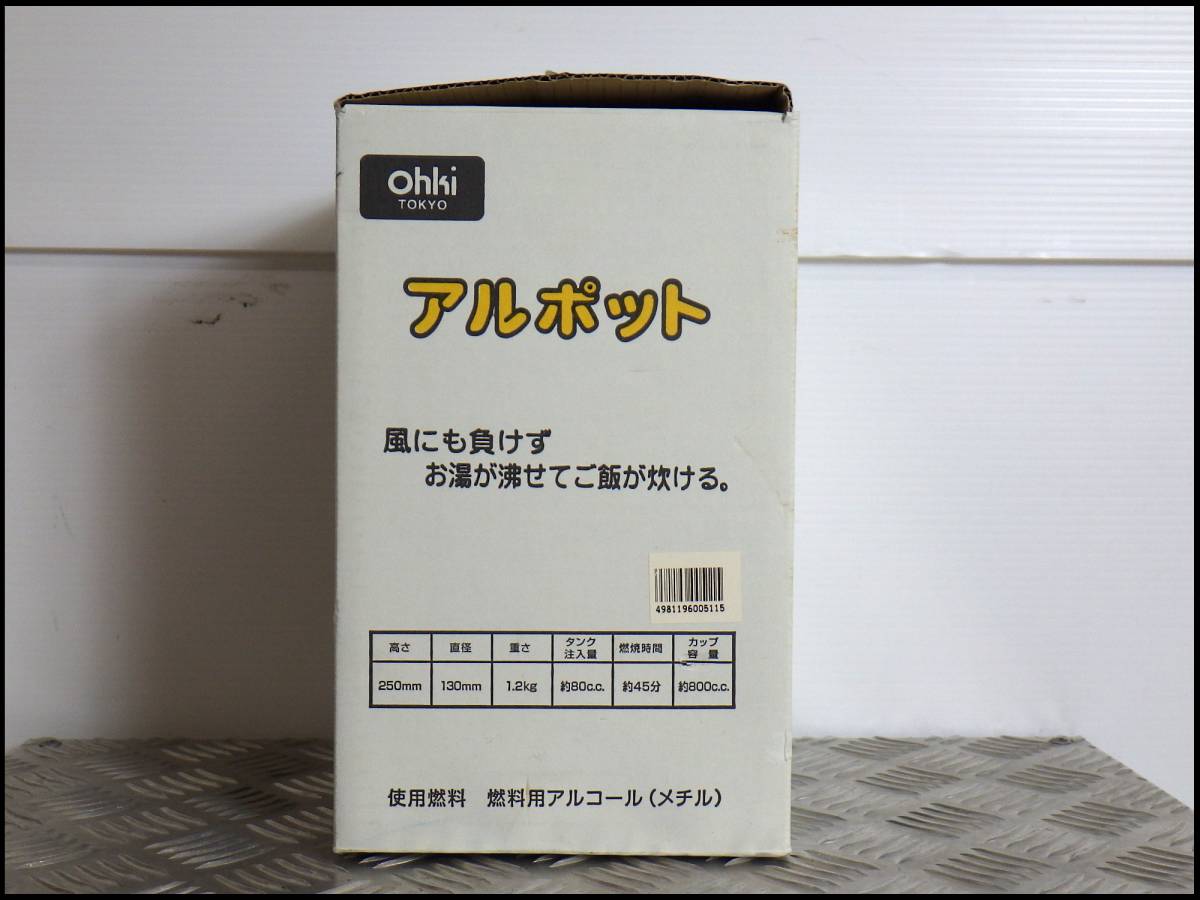 Ohki
TOKYO
アルポット
風にも負けず
お湯が沸せてご飯が炊ける。
4981196005115
高さ 直径 重さ タンク注入量 燃焼時間 カップ容量
250mm 130mm 1.2kg 約80c.c. 約45分 約800c.c.
使用燃料 燃料用アルコール(メチル)